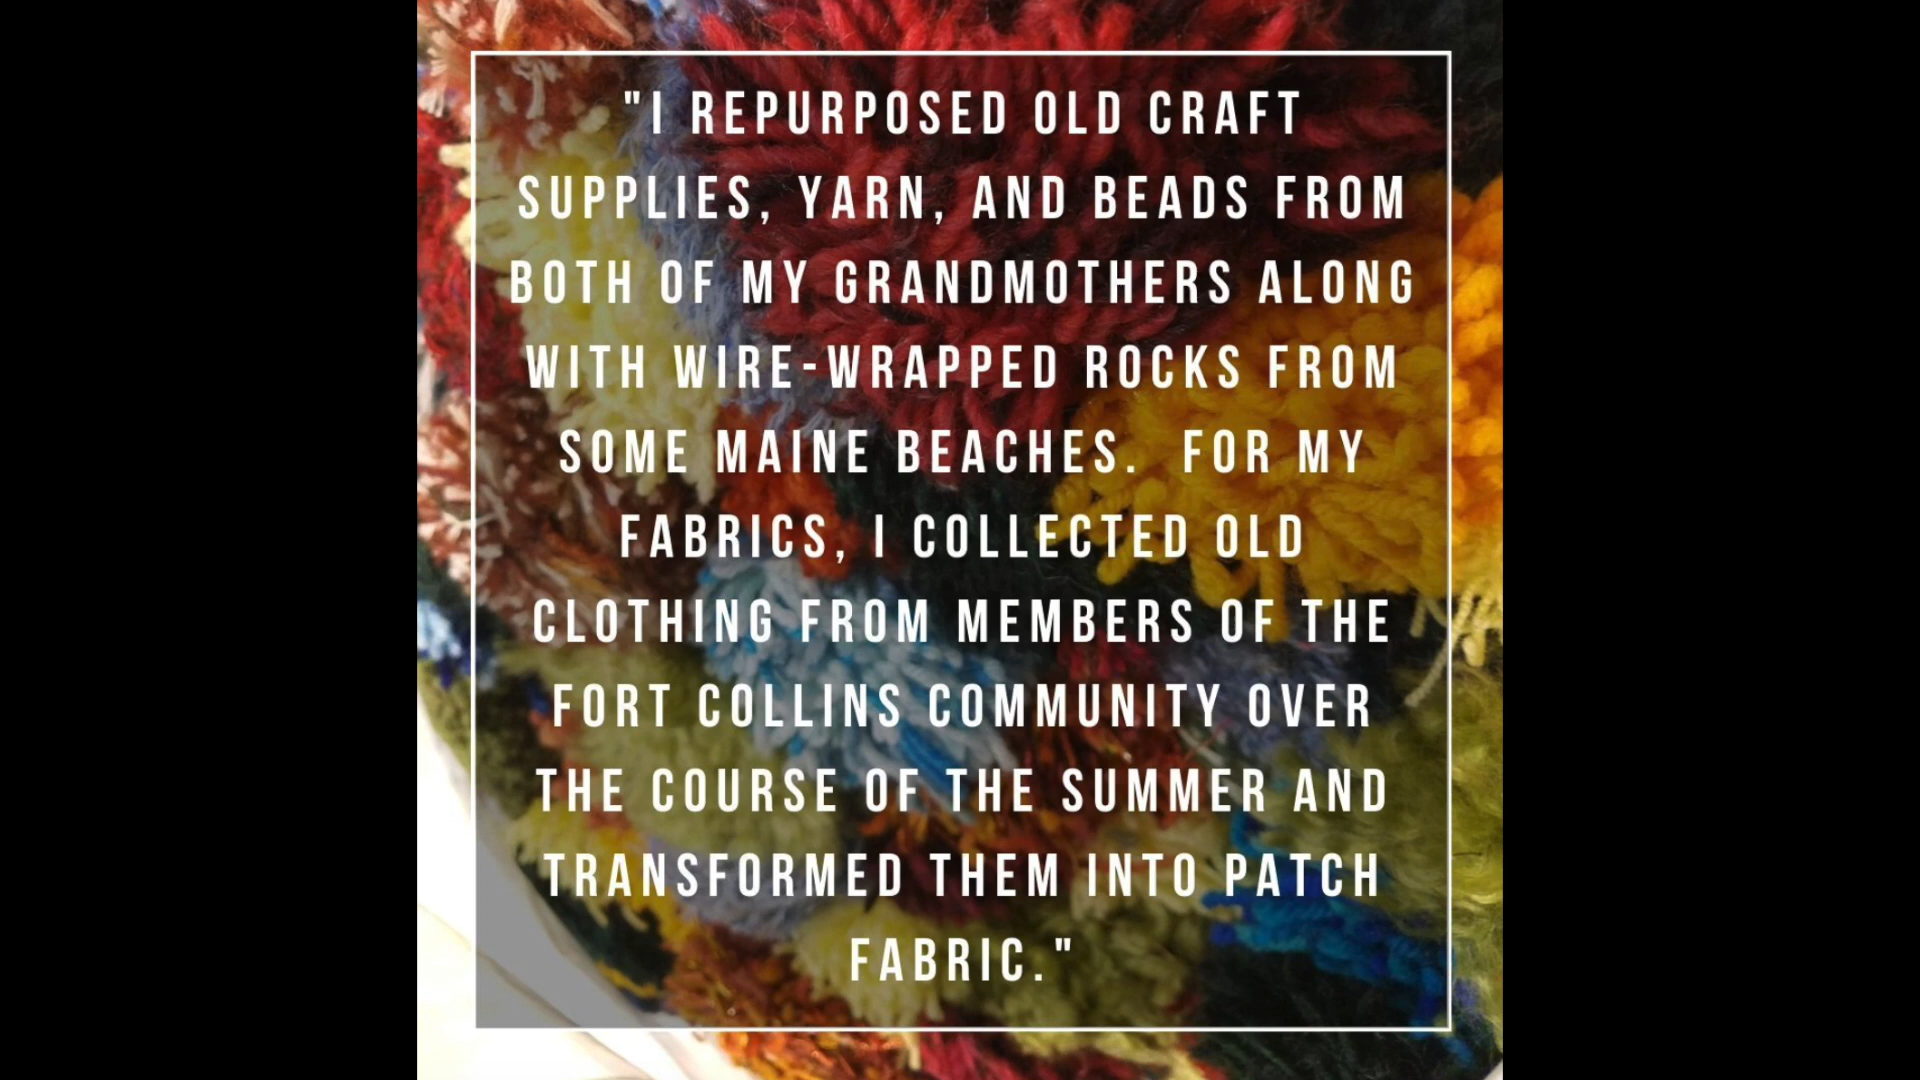 "I REPURPOSED OLD CRAFT
SUPPLIES, YARN, AND BEADS FROM
BOTH OF MY GRANDMOTHERS ALONG
WITH WIRE-WRAPPED ROCKS FROM
SOME MAINE BEACHES.  FOR MY
FABRICS, I COLLECTED OLD
CLOTHING FROM MEMBERS OF THE
FORT COLLINS COMMUNITY OVER
THE COURSE OF THE SUMMER AND
TRANSFORMED THEM INTO PATCH
FABRIC."